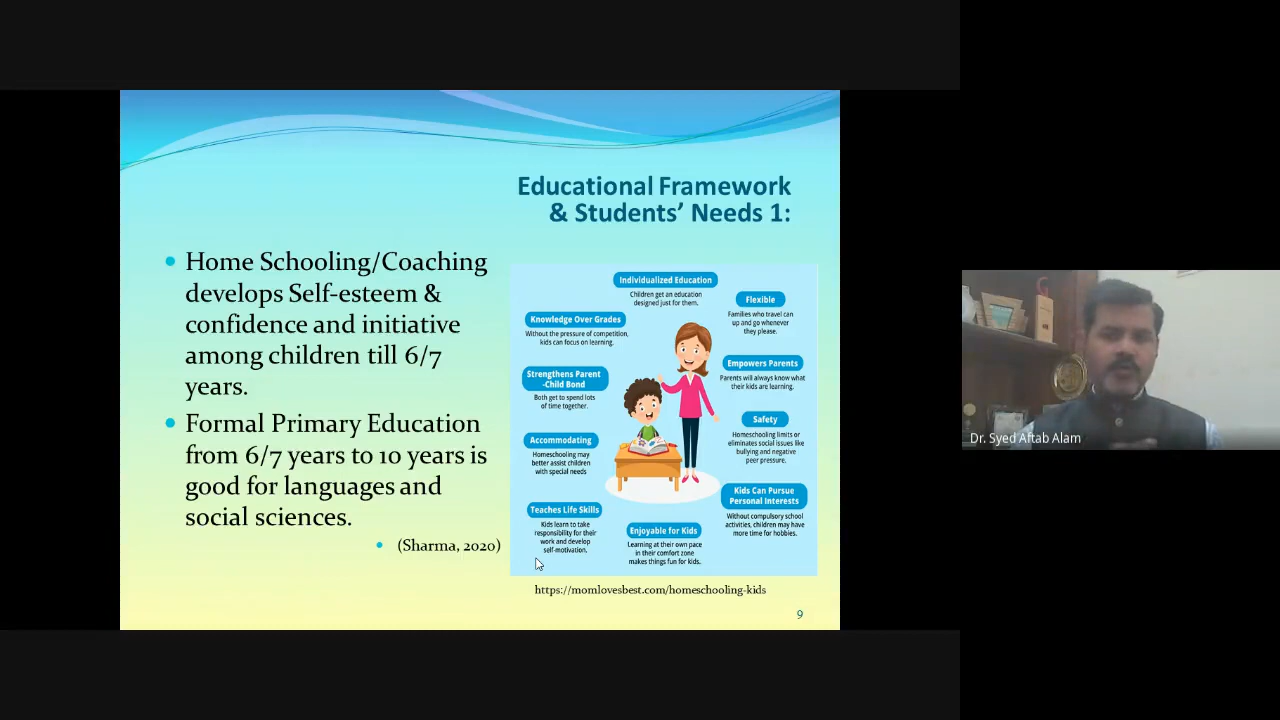 Educational Framework
& Students’ Needs 1:
Home Schooling/Coaching
develops Self-esteem &
confidence and initiative
among children till 6/7
years.
Formal Primary Education
from 6/7 years to 10 years is
good for languages and
social sciences.
(Sharma, 2020)
Individualized Education
Children get an education
designed just for them.
Flexible
Families who travel can
up and go whenever
they please.
Knowledge Over Grades
Without the pressure of competition,
kids can focus on learning.
Empowers Parents
Parents will always know what
their kids are learning.
Strengthens Parent
-Child Bond
Both get to spend lots
of time together.
Safety
Homeschooling limits or
eliminates social issues like
bullying and negative
peer pressure.
Accommodating
Homeschooling may
better assist children
with special needs
Kids Can Pursue
Personal Interests
Without compulsory school
activities, children may have
more time for hobbies.
Teaches Life Skills
Kids learn to take
responsibility for their
work and develop
self-motivation.
Enjoyable for Kids
Learning at their own pace
in their comfort zone
makes things fun for kids.
https://momlovesbest.com/homeschooling-kids
9
Dr. Syed Aftab Alam